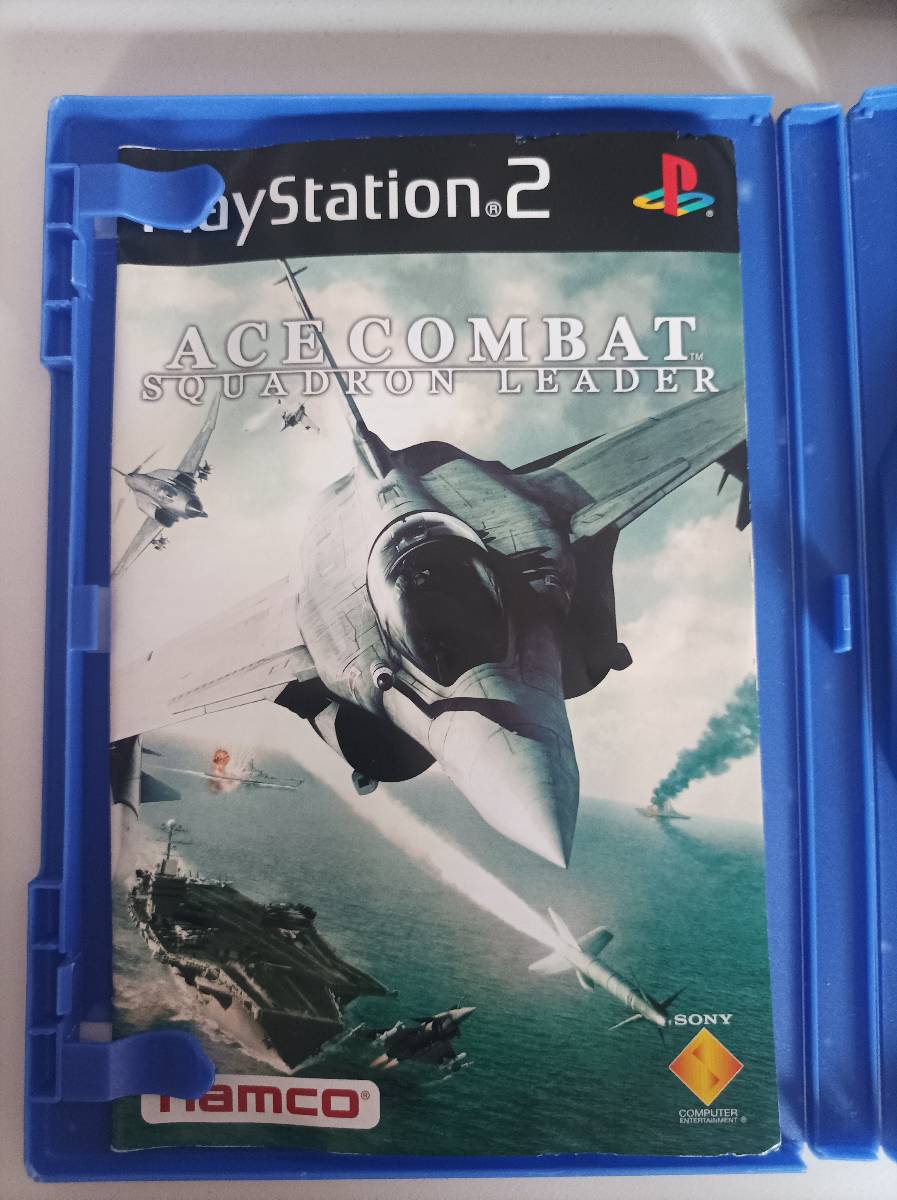 PlayStation®2
ACE COMBAT™
SQUADRON LEADER
SONY
COMPUTER
ENTERTAINMENT ®
namco®